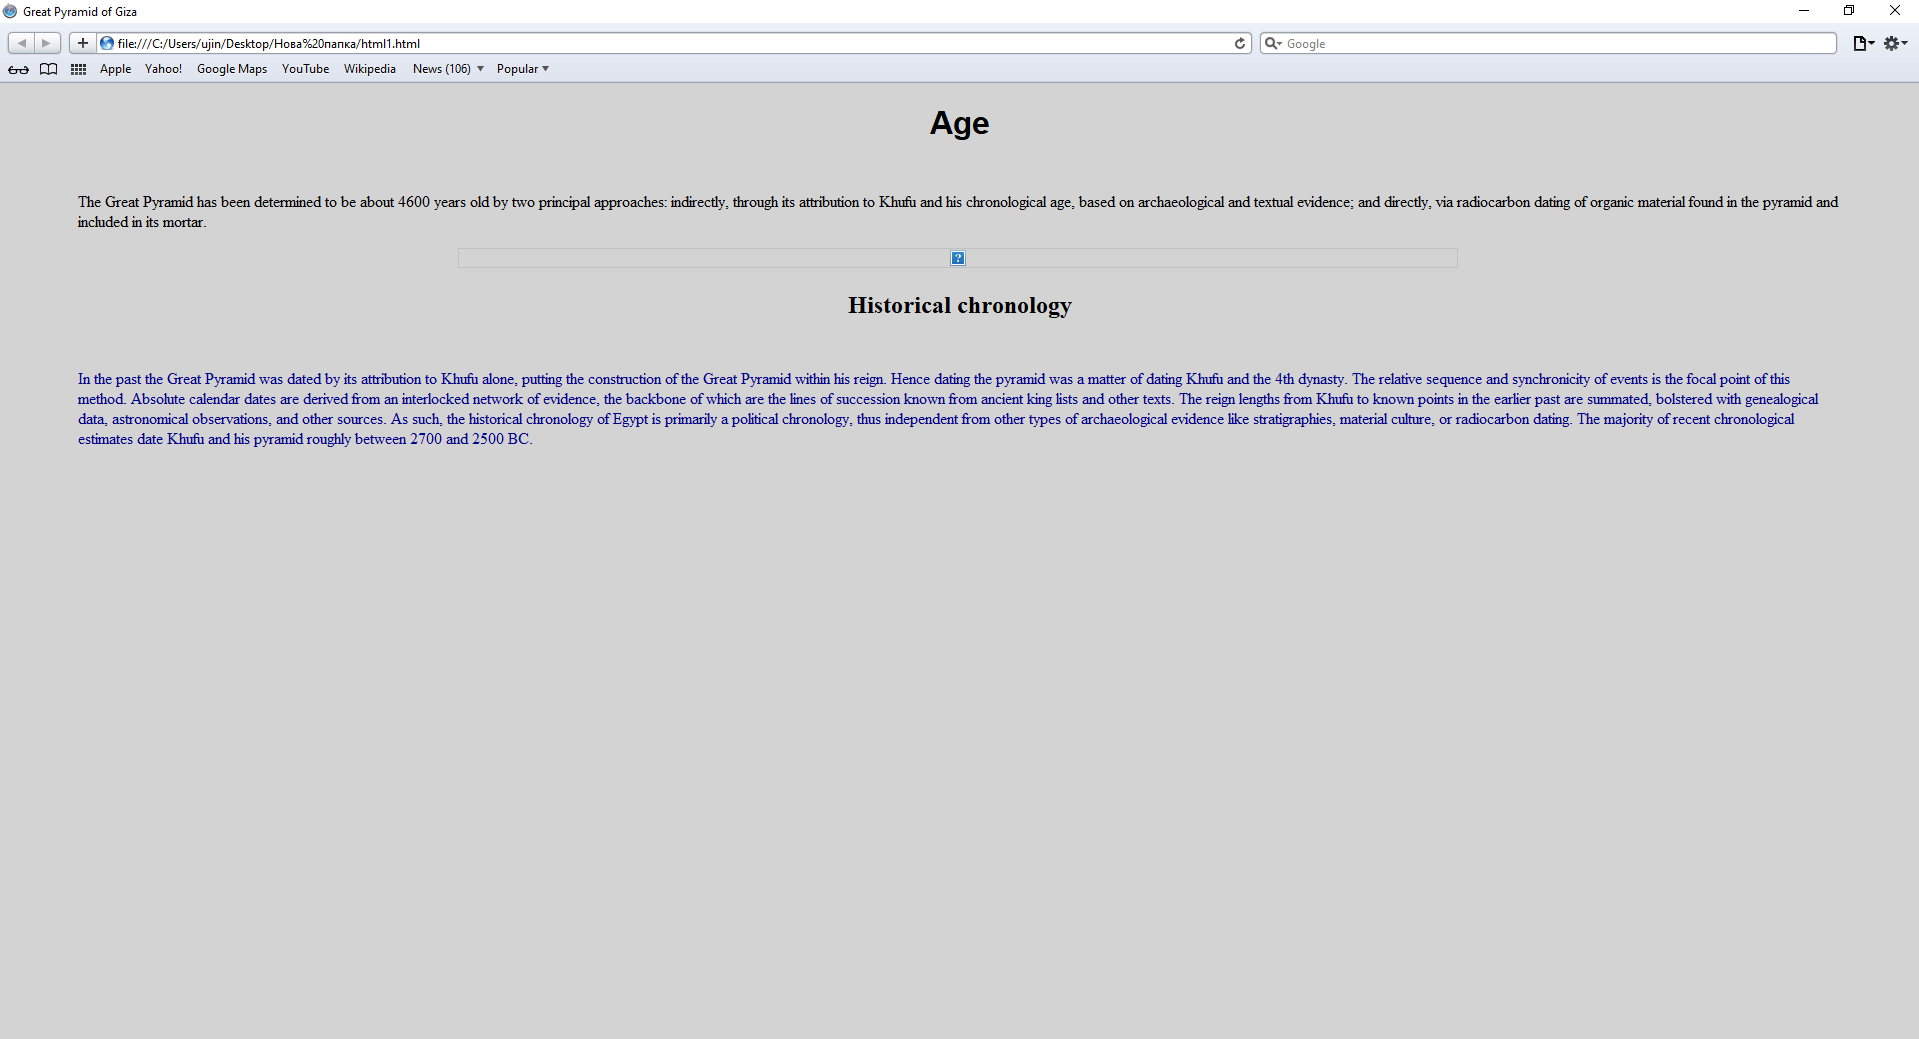 Great Pyramid of Giza
file:///C:/Users/ujin/Desktop/Нова%20папка/html1.html
Google
Apple Yahoo! Google Maps YouTube Wikipedia News (106) Popular
Age
The Great Pyramid has been determined to be about 4600 years old by two principal approaches: indirectly, through its attribution to Khufu and his chronological age, based on archaeological and textual evidence; and directly, via radiocarbon dating of organic material found in the pyramid and
included in its mortar.
?
Historical chronology
In the past the Great Pyramid was dated by its attribution to Khufu alone, putting the construction of the Great Pyramid within his reign. Hence dating the pyramid was a matter of dating Khufu and the 4th dynasty. The relative sequence and synchronicity of events is the focal point of this
method. Absolute calendar dates are derived from an interlocked network of evidence, the backbone of which are the lines of succession known from ancient king lists and other texts. The reign lengths from Khufu to known points in the earlier past are summated, bolstered with genealogical
data, astronomical observations, and other sources. As such, the historical chronology of Egypt is primarily a political chronology, thus independent from other types of archaeological evidence like stratigraphies, material culture, or radiocarbon dating. The majority of recent chronological
estimates date Khufu and his pyramid roughly between 2700 and 2500 BC.